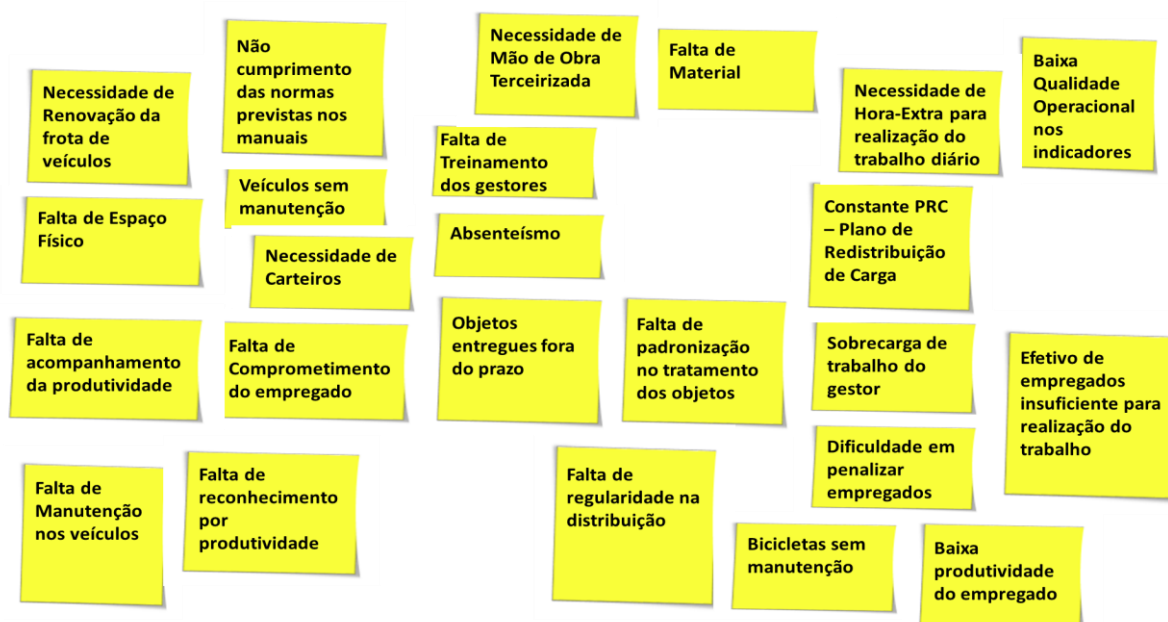 Necessidade de
Renovação da
frota de
veículos
Não
cumprimento
das normas
previstas nos
manuais
Necessidade de
Mão de Obra
Terceirizada
Falta de
Material
Necessidade de
Hora-Extra para
realização do
trabalho diário
Baixa
Qualidade
Operacional
nos
indicadores
Falta de
Treinamento
dos gestores
Veículos sem
manutenção
Falta de Espaço
Físico
Absenteísmo
Constante PRC
– Plano de
Redistribuição
de Carga
Necessidade de
Carteiros
Falta de
acompanhamento
da produtividade
Falta de
Comprometimento
do empregado
Objetos
entregues fora
do prazo
Falta de
padronização
no tratamento
dos objetos
Sobrecarga de
trabalho do
gestor
Efetivo de
empregados
insuficiente para
realização do
trabalho
Dificuldade em
penalizar
empregados
Falta de
Manutenção
nos veículos
Falta de
reconhecimento
por
produtividade
Falta de
regularidade na
distribuição
Bicicletas sem
manutenção
Baixa
produtividade
do empregado